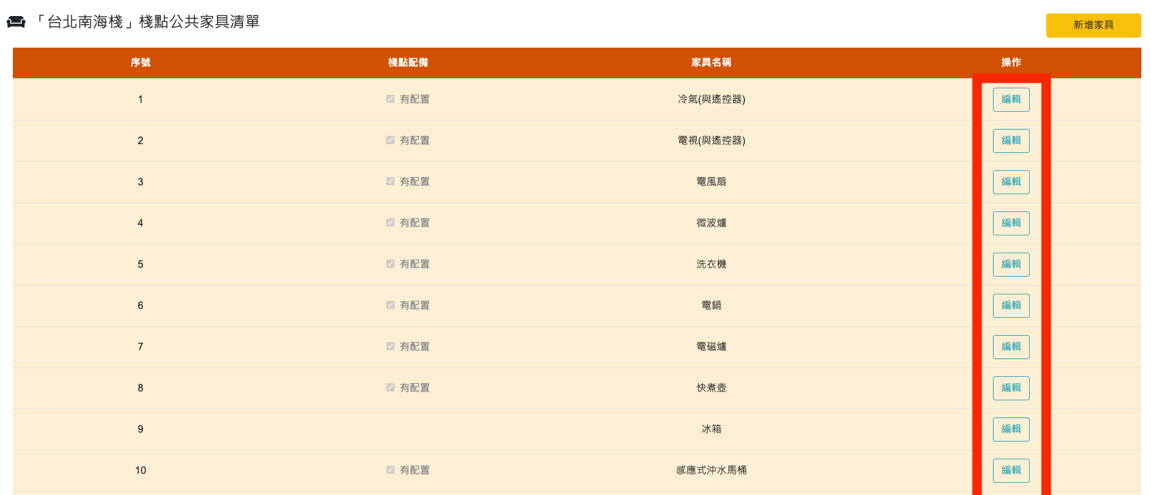 「台北南海棧」棧點公共家具清單
新增家具
序號 棧點配備 家具名稱 操作
1 有配置 冷氣(與遙控器) 編輯
2 有配置 電視(與遙控器) 編輯
3 有配置 電風扇 編輯
4 有配置 微波爐 編輯
5 有配置 洗衣機 編輯
6 有配置 電鍋 編輯
7 有配置 電磁爐 編輯
8 有配置 快煮壺 編輯
9 冰箱 編輯
10 有配置 感應式沖水馬桶 編輯